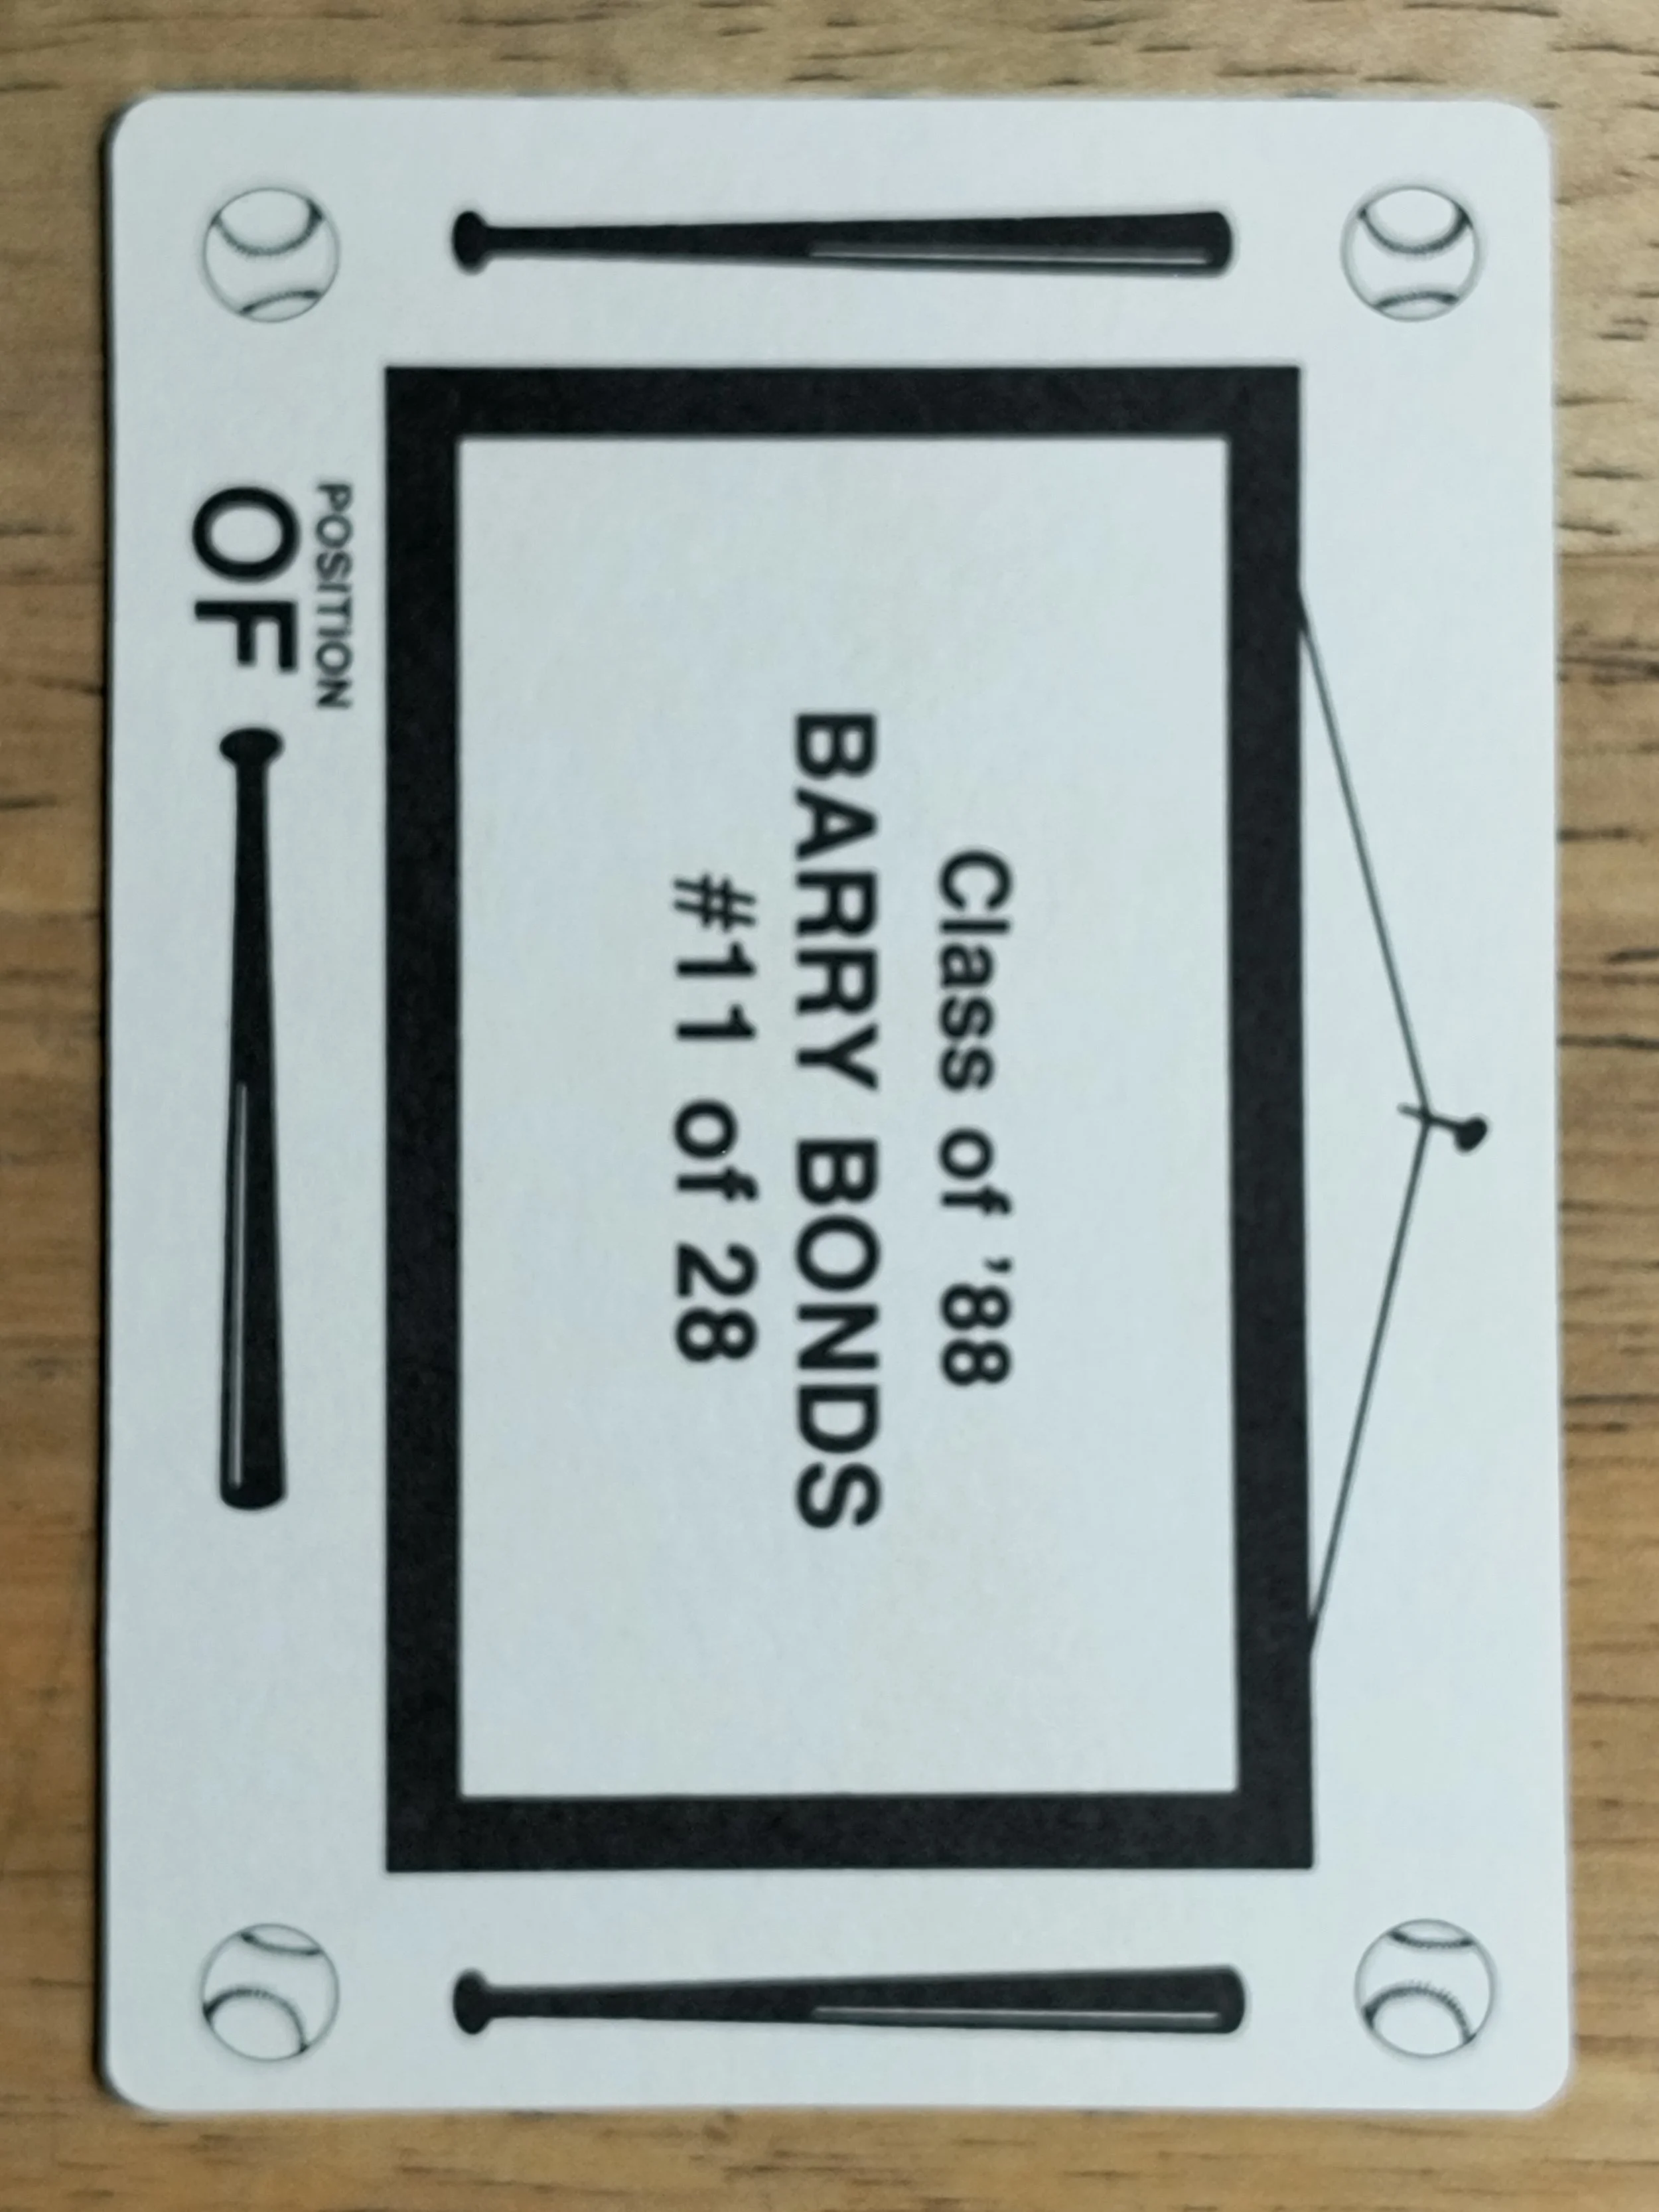 Class of '88
BARRY BONDS
#11 of 28
POSITION
OF